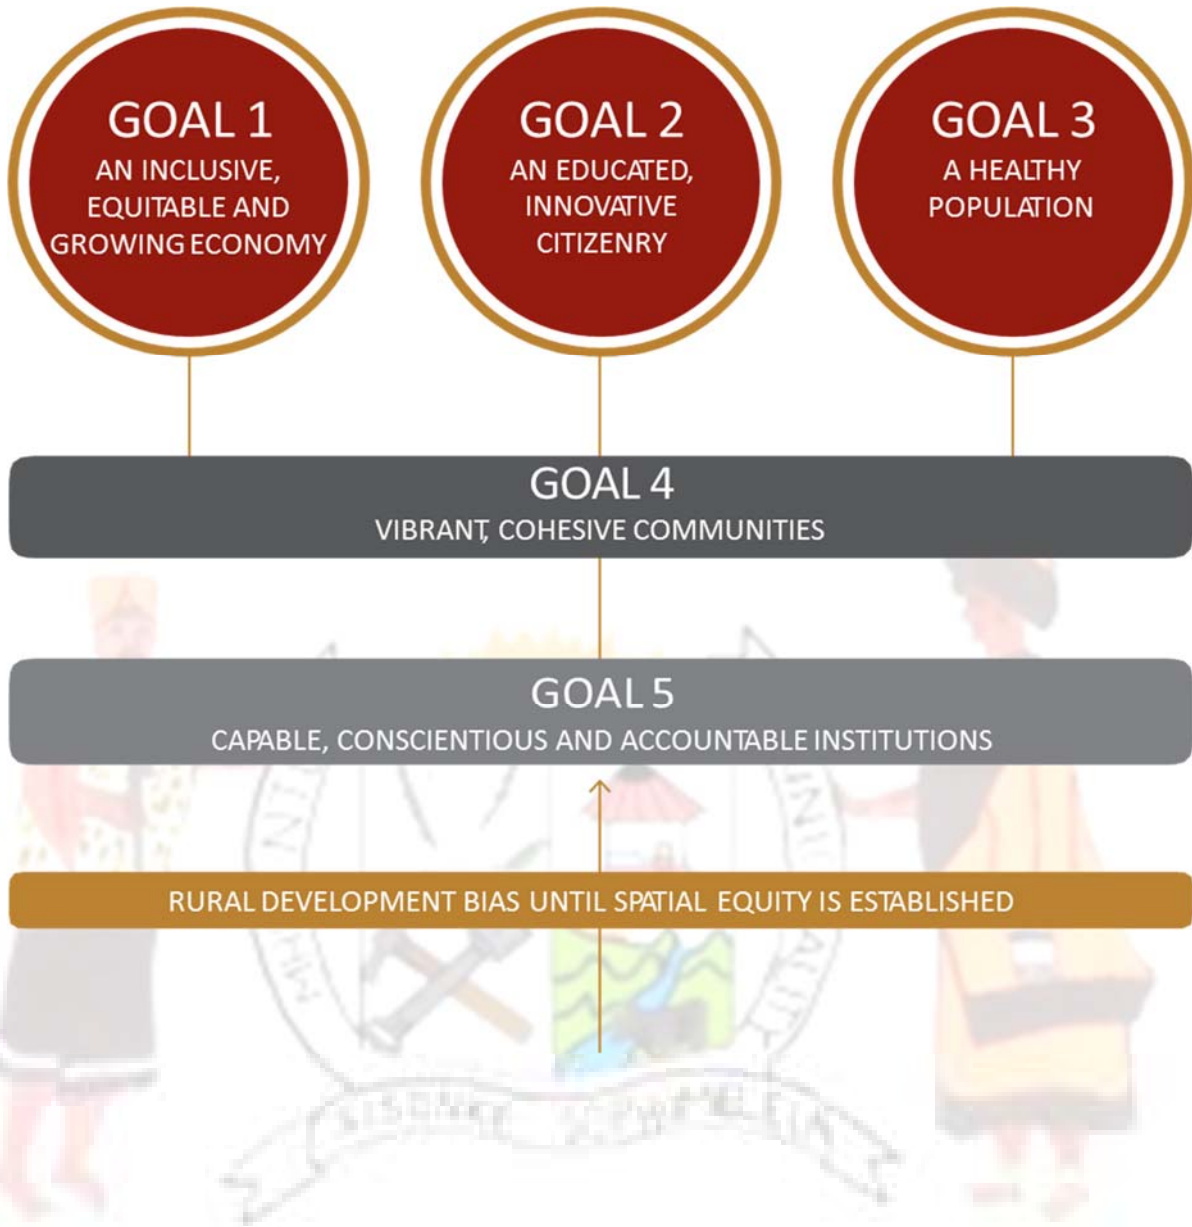 GOAL 1
AN INCLUSIVE,
EQUITABLE AND
GROWING ECONOMY
GOAL 2
AN EDUCATED,
INNOVATIVE
CITIZENRY
GOAL 3
A HEALTHY
POPULATION
GOAL 4
VIBRANT, COHESIVE COMMUNITIES
GOAL 5
CAPABLE, CONSCIENTIOUS AND ACCOUNTABLE INSTITUTIONS
RURAL DEVELOPMENT BIAS UNTIL SPATIAL EQUITY IS ESTABLISHED